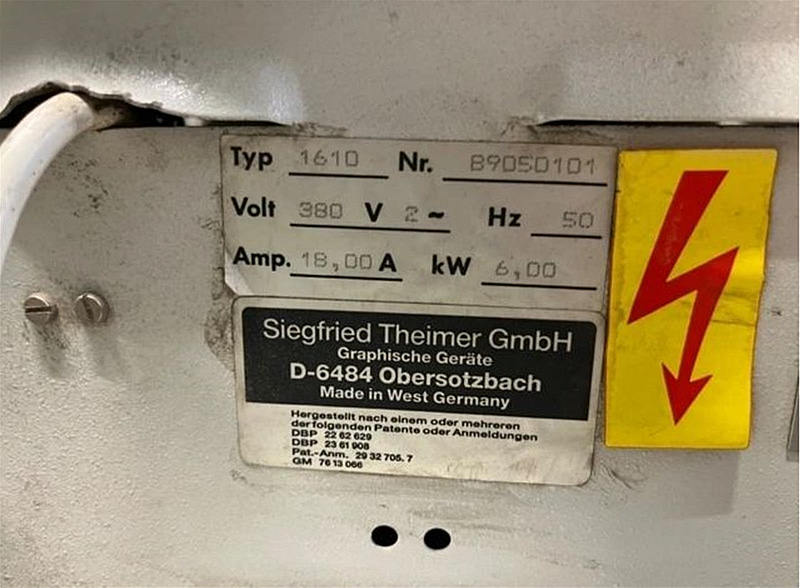 Typ 1610 Nr. 89050101
Volt 380 V 2~ Hz 50
Amp. 18,00 A kW 6,00
Siegfried Theimer GmbH
Graphische Geräte
D-6484 Obersotzbach
Made in West Germany
Hergestellt nach einem oder mehreren
der folgenden Patente oder Anmeldungen
DBP 22 62 629
DBP 23 61 908
Pat.-Anm. 29 32 705. 7
GM 76 13 066